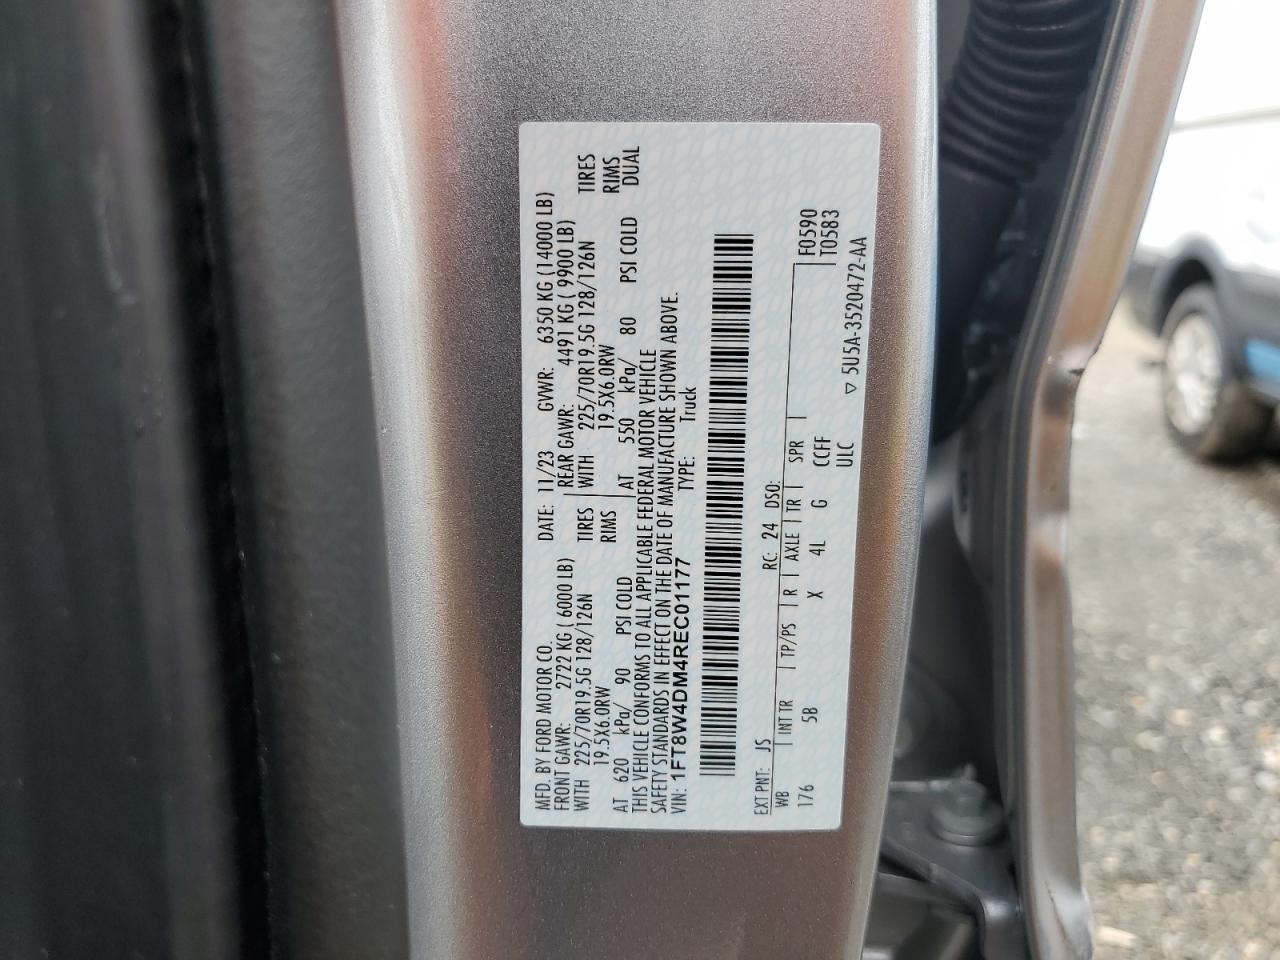 MFD. BY FORD MOTOR CO.
DATE: 11/23 GVWR: 6350 KG (14000 LB)
FRONT GAWR: 2722 KG ( 6000 LB) REAR GAWR: 4491 KG ( 9900 LB)
WITH 225/70R19.5G 128/126N TIRES WITH 225/70R19.5G 128/126N TIRES
19.5X6.0RW RIMS 19.5X6.0RW RIMS
AT 620 kPa/ 90 PSI COLD AT 550 kPa/ 80 PSI COLD DUAL
THIS VEHICLE CONFORMS TO ALL APPLICABLE FEDERAL MOTOR VEHICLE
SAFETY STANDARDS IN EFFECT ON THE DATE OF MANUFACTURE SHOWN ABOVE.
VIN: 1FT8W4DM4REC01177 TYPE: Truck
EXT PNT: JS RC: 24 DSO:
WB INT TR TP/PS R AXLE TR SPR F0590
176 5B X 4L G CCFF T0583
ULC
▽ 5U5A-3520472-AA